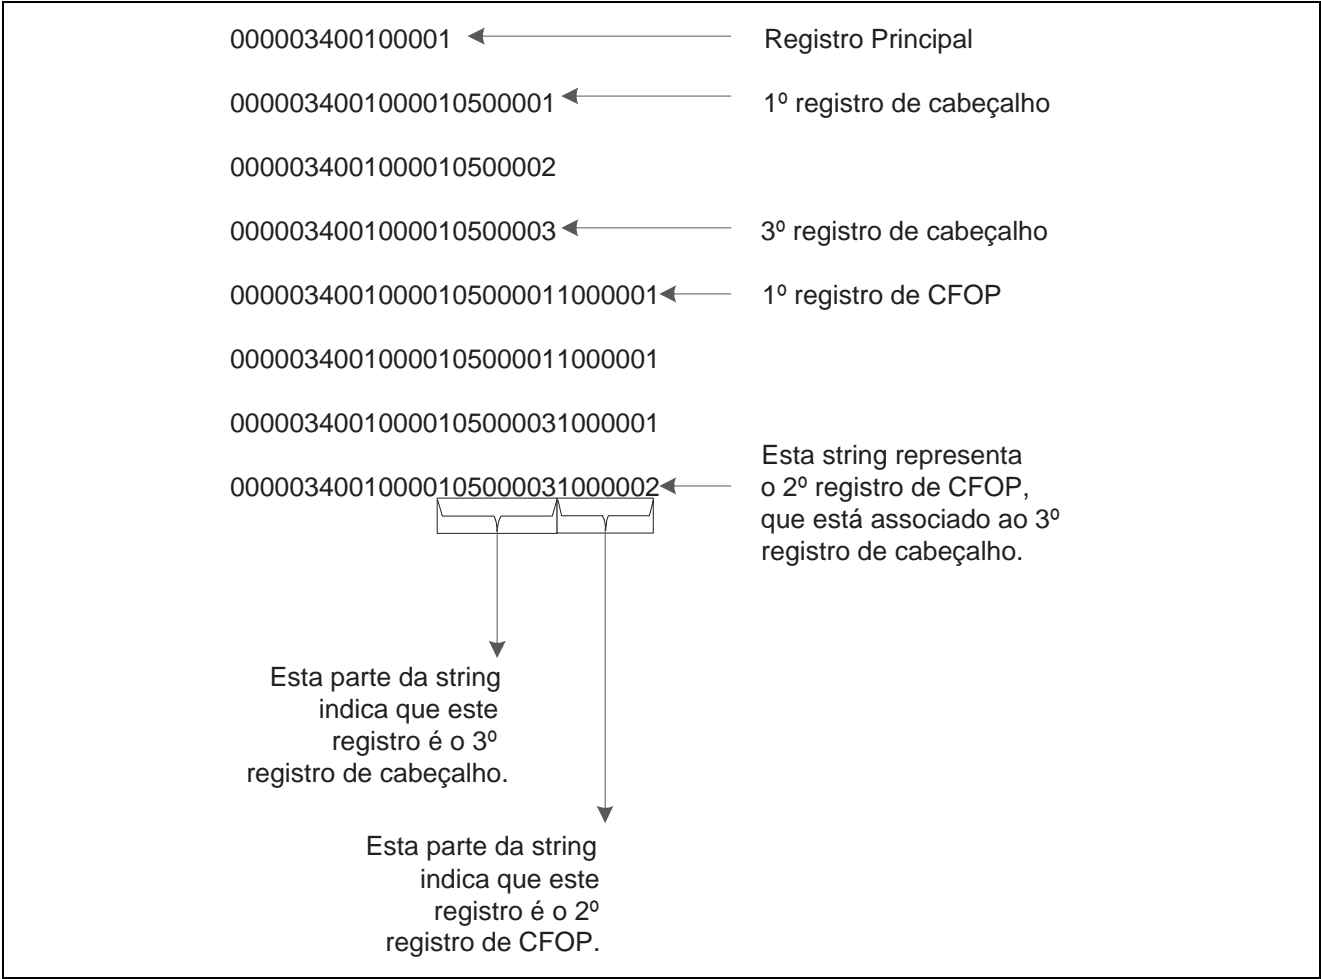 000003400100001 Registro Principal
0000034001000010500001 1º registro de cabeçalho
0000034001000010500002
0000034001000010500003 3º registro de cabeçalho
00000340010000105000011000001 1º registro de CFOP
00000340010000105000011000001
00000340010000105000031000001
00000340010000105000031000002
Esta string representa
o 2º registro de CFOP,
que está associado ao 3º
registro de cabeçalho.
Esta parte da string
indica que este
registro é o 3º
registro de cabeçalho.
Esta parte da string
indica que este
registro é o 2º
registro de CFOP.